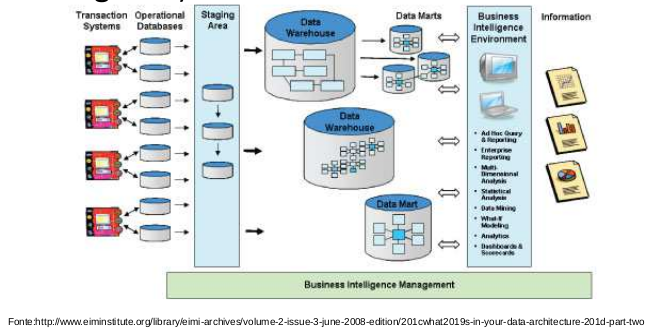 Transaction
Systems
Operational
Databases
Staging
Area
Data
Warehouse
Data Marts
Business
Intelligence
Environment
Information
Data
Warehouse
Data Mart
• Ad Hoc Query
& Reporting
• Enterprise
Reporting
• Multi-
Dimensional
Analysis
• Statistical
Analysis
• Data Mining
• What-If
Modeling
• Analytics
• Dashboards &
Scorecards
Business Intelligence Management
Fonte:http://www.eiminstitute.org/library/eimi-archives/volume-2-issue-3-june-2008-edition/201cwhat2019s-in-your-data-architecture-201d-part-two